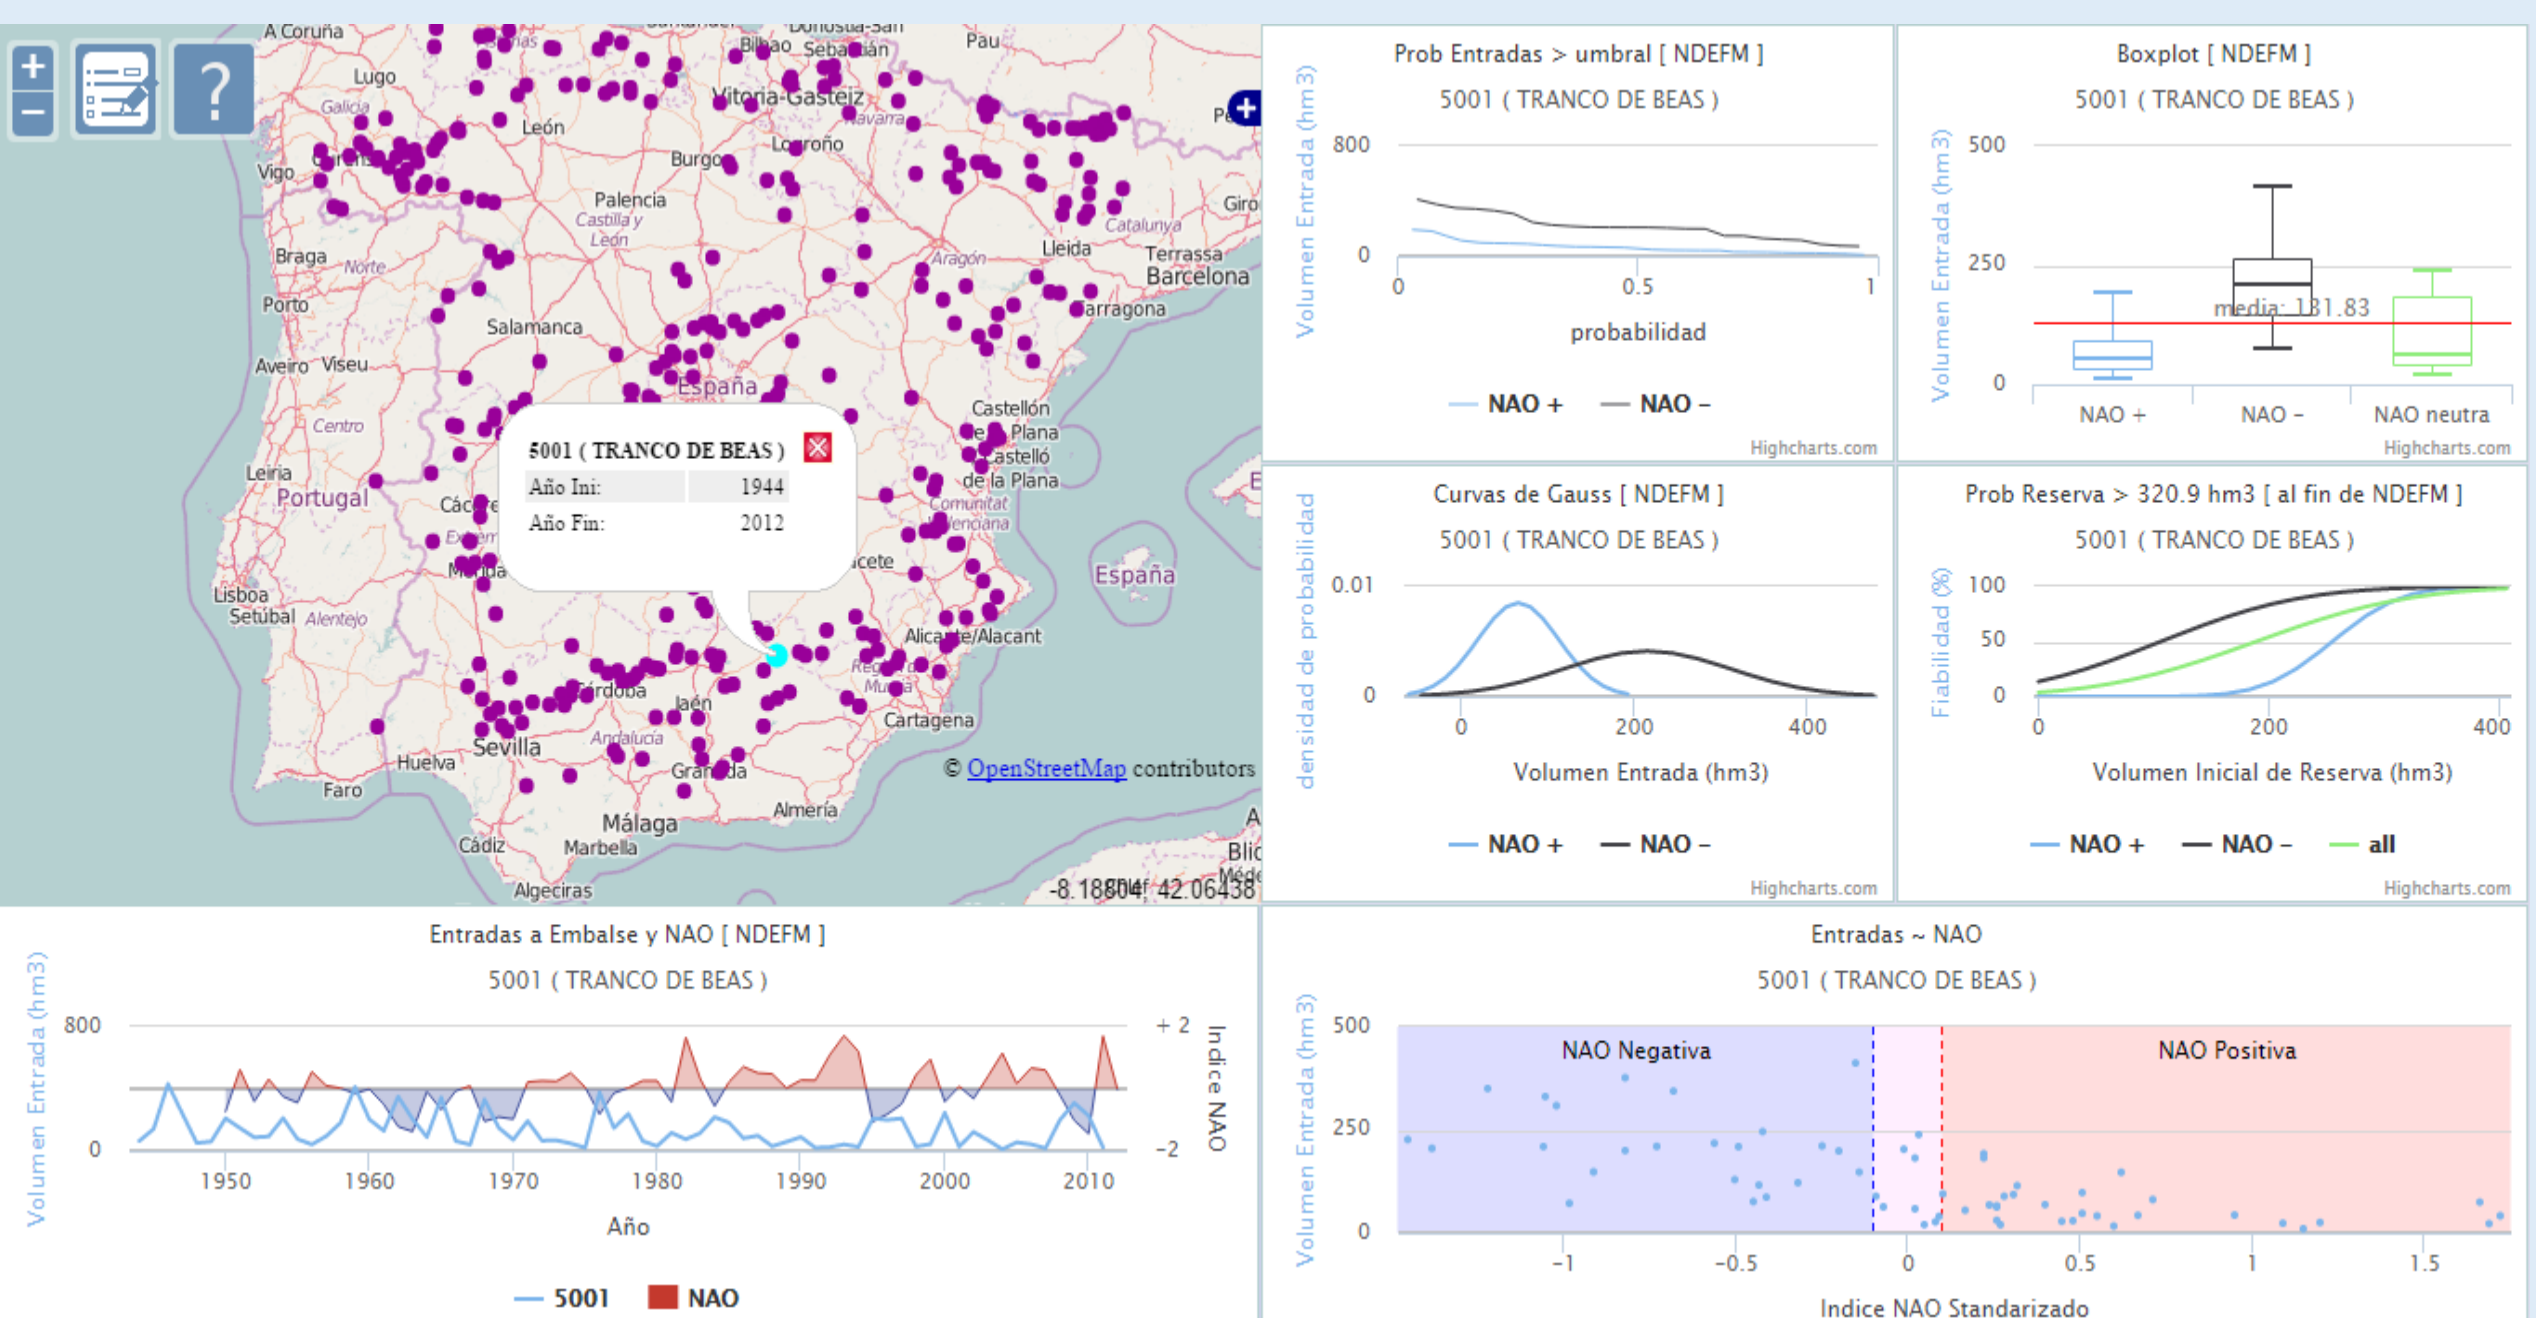 +
−
?
A Coruña
Bilbao
Donostia-San
Sebastián
Pau
Lugo
Galicia
Vitoria-Gasteiz
Navarra
León
Logroño
Burgos
Vigo
Palencia
Castilla y
León
Catalunya
Braga
Norte
Lleida
Terrassa
Aragón
Barcelona
Porto
Salamanca
Tarragona
Aveiro
Viseu
España
Centro
Castellón
de la Plana
Castelló
de la Plana
Leiria
Portugal
5001 ( TRANCO DE BEAS )
Año Ini: 1944
Año Fin: 2012
Comunitat
Valenciana
Mérida
España
Lisboa
Setúbal
Alentejo
Alicante/Alacant
Córdoba
Jaén
Región de
Murcia
Cartagena
Sevilla
Andalucía
Huelva
Granada
© OpenStreetMap contributors
Faro
Almería
Málaga
Cádiz
Marbella
Algeciras
-8.18804, 42.06438
Prob Entradas > umbral [ NDEFM ]
5001 ( TRANCO DE BEAS )
Volumen Entrada (hm3)
800
0
0 0.5 1
probabilidad
NAO + NAO −
Highcharts.com
Boxplot [ NDEFM ]
5001 ( TRANCO DE BEAS )
Volumen Entrada (hm3)
500
250
media: 131.83
0
NAO + NAO − NAO neutra
Highcharts.com
Curvas de Gauss [ NDEFM ]
5001 ( TRANCO DE BEAS )
densidad de probabilidad
0.01
0
0 200 400
Volumen Entrada (hm3)
NAO + NAO −
Highcharts.com
Prob Reserva > 320.9 hm3 [ al fin de NDEFM ]
5001 ( TRANCO DE BEAS )
Fiabilidad (%)
100
50
0
0 200 400
Volumen Inicial de Reserva (hm3)
NAO + NAO − all
Highcharts.com
Entradas a Embalse y NAO [ NDEFM ]
5001 ( TRANCO DE BEAS )
Volumen Entrada (hm3)
800
0
+ 2
−2
Indice NAO
1950 1960 1970 1980 1990 2000 2010
Año
5001 NAO
Entradas ~ NAO
5001 ( TRANCO DE BEAS )
Volumen Entrada (hm3)
500
250
0
NAO Negativa NAO Positiva
−1 −0.5 0 0.5 1 1.5
Indice NAO Standarizado